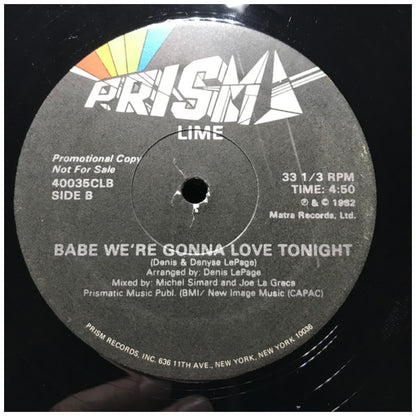 PRISM
LIME
Promotional Copy
Not For Sale
40035CLB
SIDE B
33 1/3 RPM
TIME: 4:50
℗ & © 1982
Matra Records, Ltd.
BABE WE'RE GONNA LOVE TONIGHT
(Denis & Denyse LePage)
Arranged by: Denis LePage
Mixed by: Michel Simard and Joe La Greca
Prismatic Music Publ. (BMI/ New Image Music (CAPAC)
PRISM RECORDS, INC. 636 11TH AVE., NEW YORK, NEW YORK 10036